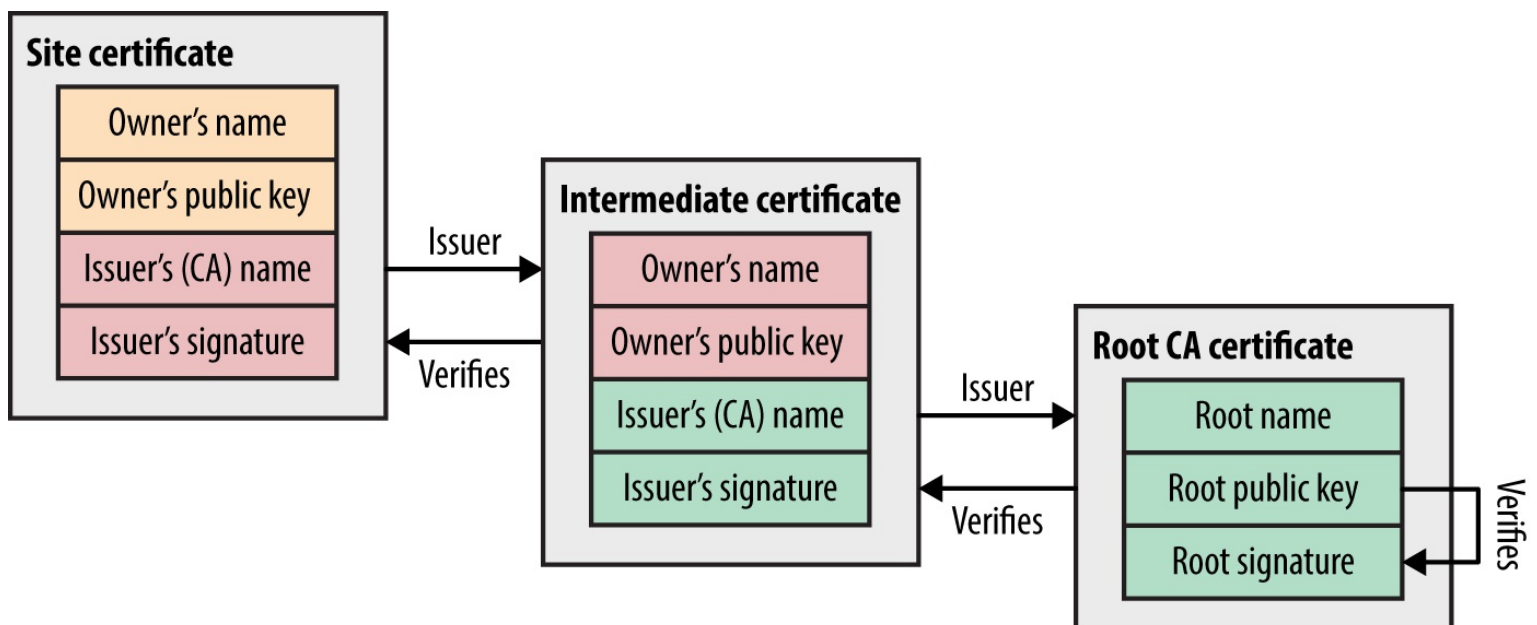 Site certificate
Owner’s name
Owner’s public key
Issuer’s (CA) name
Issuer’s signature
Issuer
Verifies
Intermediate certificate
Owner’s name
Owner’s public key
Issuer’s (CA) name
Issuer’s signature
Issuer
Verifies
Root CA certificate
Root name
Root public key
Root signature
Verifies